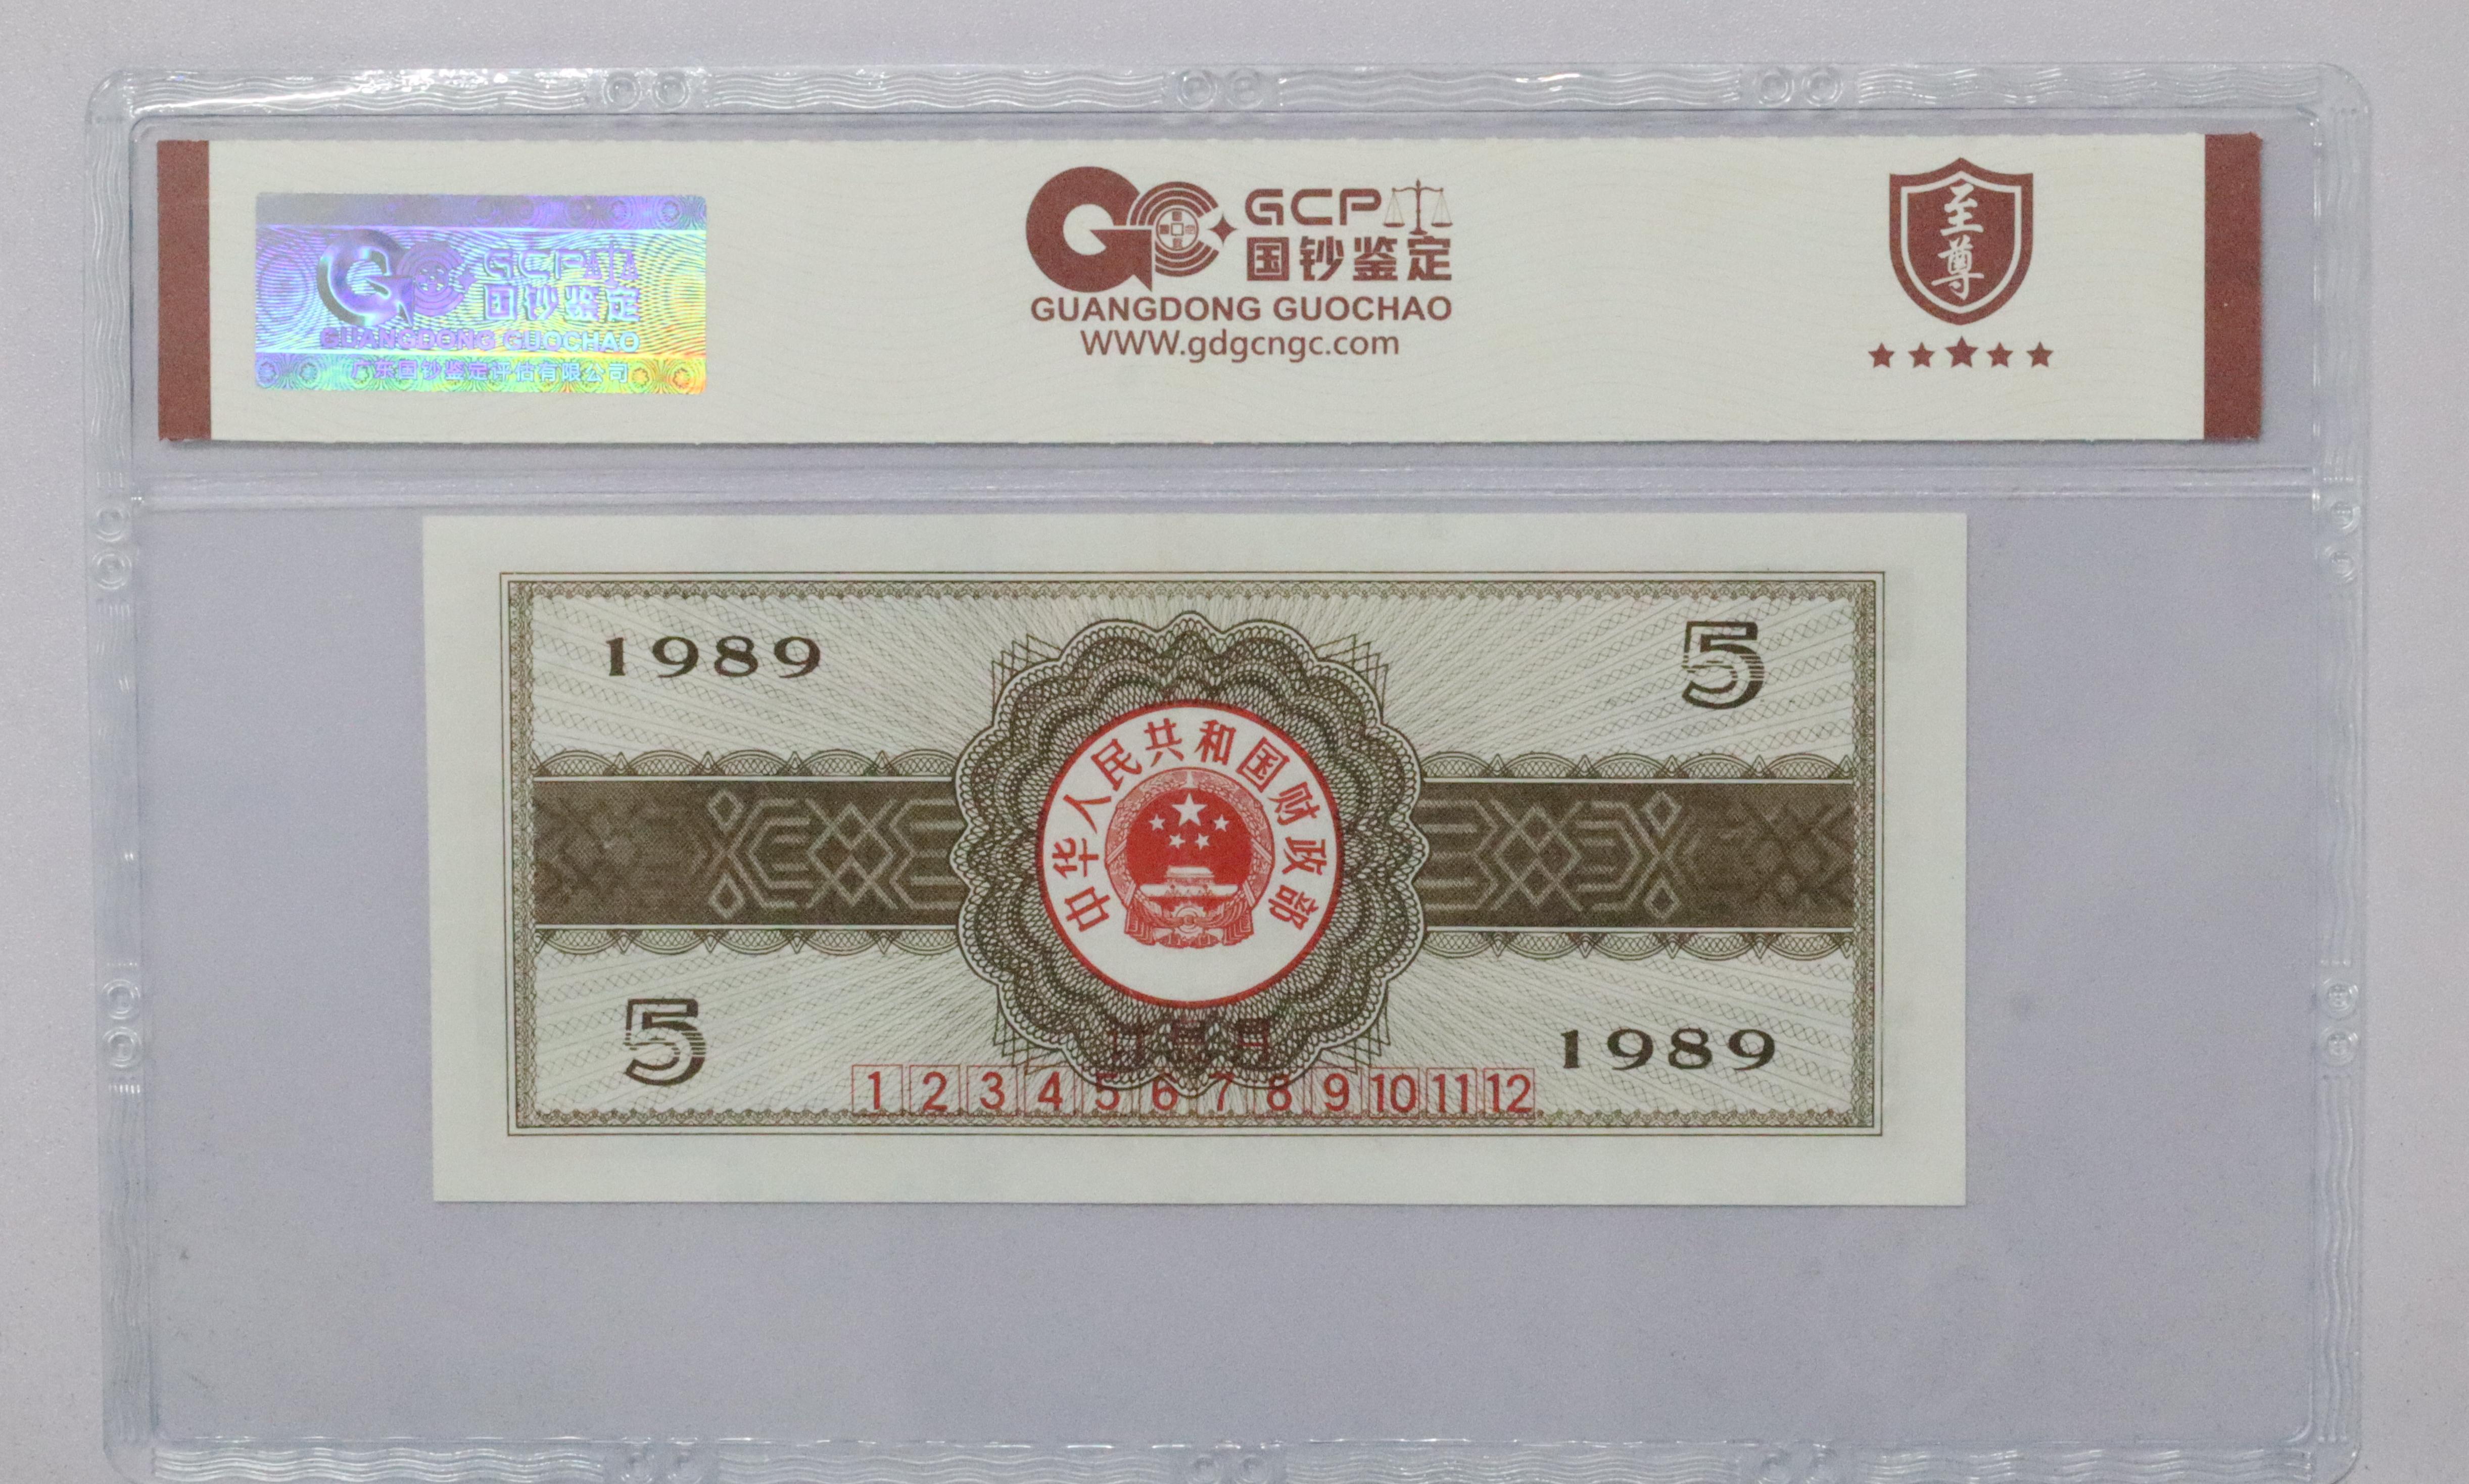 GCP
国钞鉴定
GUANGDONG GUOCHAO
广东国钞鉴定评估有限公司
GCP
国钞鉴定
GUANGDONG GUOCHAO
WWW.gdgcngc.com
至尊
1989
5
中华人民共和国财政部
5
1989
1 2 3 4 5 6 7 8 9 10 11 12